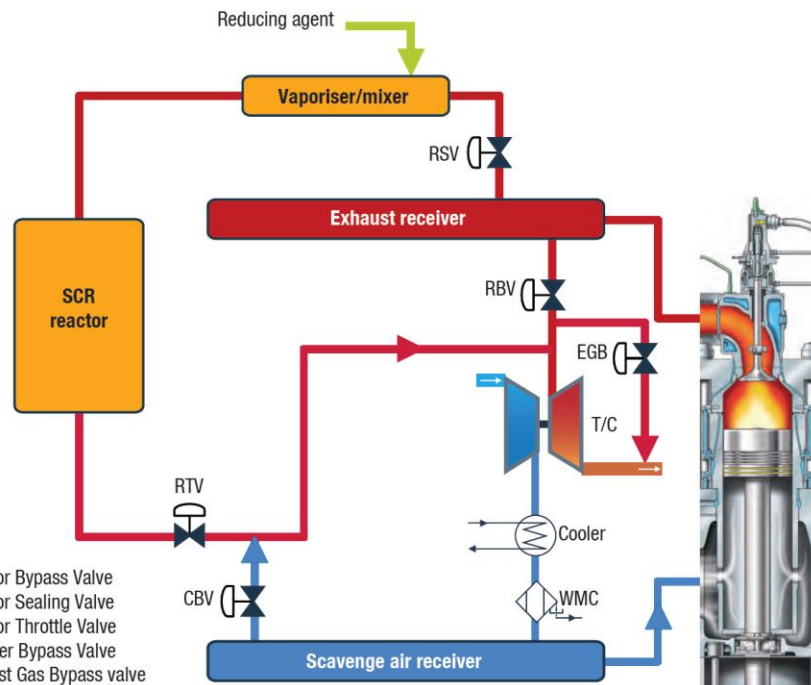 Reducing agent
Vaporiser/mixer
RSV
Exhaust receiver
SCR
reactor
RBV
EGB
T/C
RTV
Cooler
CBV
WMC
Scavenge air receiver
or Bypass Valve
or Sealing Valve
or Throttle Valve
er Bypass Valve
st Gas Bypass valve